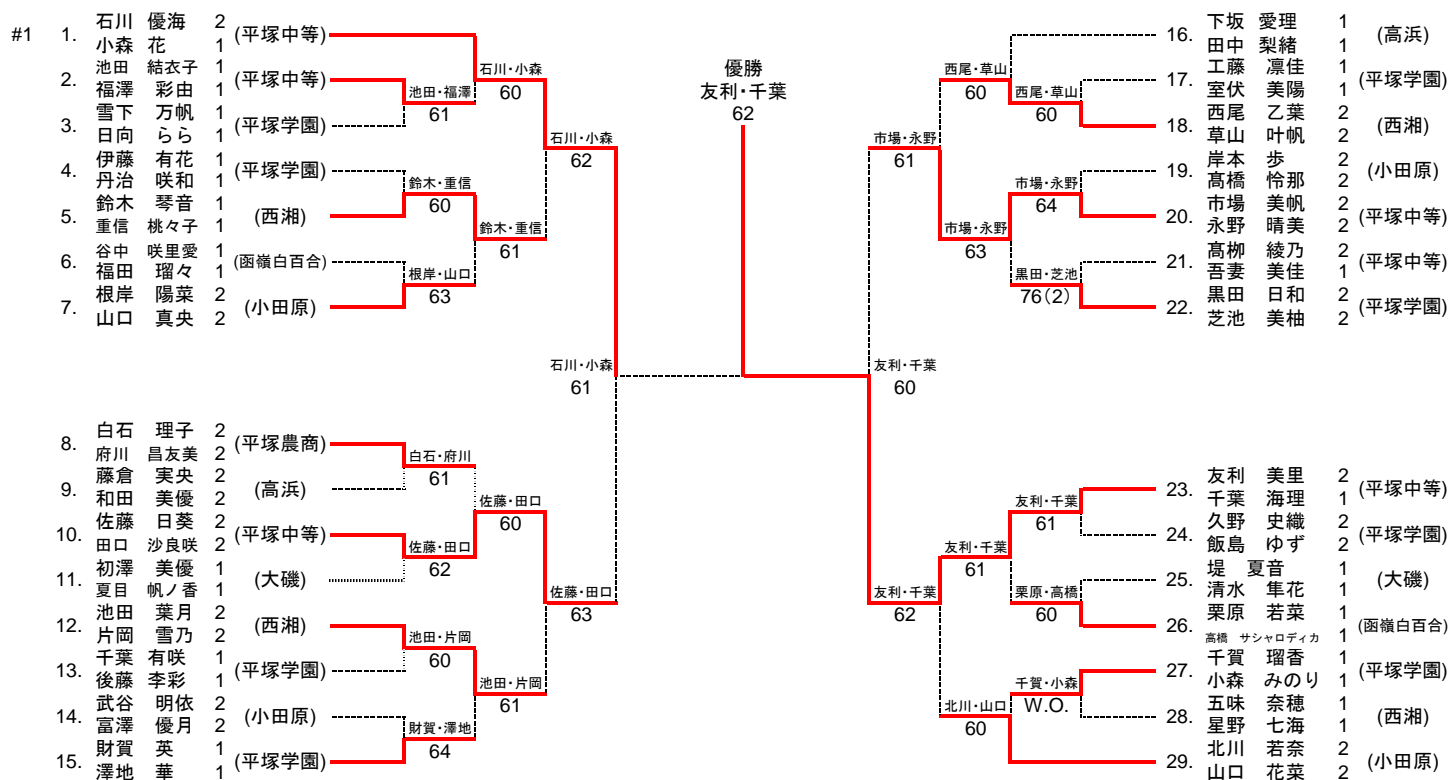 #1
1. 石川 優海 2 (平塚中等)
小森 花 1
2. 池田 結衣子 1 (平塚中等)
福澤 彩由 1
3. 雪下 万帆 1 (平塚学園)
日向 らら 1
4. 伊藤 有花 1 (平塚学園)
丹治 咲和 1
5. 鈴木 琴音 1 (西湘)
重信 桃々子 1
6. 谷中 咲里愛 1 (函嶺白百合)
福田 瑠々 1
7. 根岸 陽菜 2 (小田原)
山口 真央 2
池田・福澤
61
鈴木・重信
60
根岸・山口
63
石川・小森
60
鈴木・重信
61
石川・小森
62
8. 白石 理子 2 (平塚農商)
府川 昌友美 2
9. 藤倉 実央 2 (高浜)
和田 美優 2
10. 佐藤 日葵 2 (平塚中等)
田口 沙良咲 2
11. 初澤 美優 1 (大磯)
夏目 帆ノ香 1
12. 池田 葉月 2 (西湘)
片岡 雪乃 2
13. 千葉 有咲 1 (平塚学園)
後藤 李彩 1
14. 武谷 明依 2 (小田原)
富澤 優月 2
15. 財賀 英 1 (平塚学園)
澤地 華 1
白石・府川
61
佐藤・田口
62
池田・片岡
60
財賀・澤地
64
佐藤・田口
60
池田・片岡
61
佐藤・田口
63
石川・小森
61
優勝
友利・千葉
62
友利・千葉
60
市場・永野
61
西尾・草山
60
市場・永野
63
西尾・草山
60
市場・永野
64
黒田・芝池
76(2)
16. 下坂 愛理 1 (高浜)
田中 梨緒 1
17. 工藤 凛佳 1 (平塚学園)
室伏 美陽 1
18. 西尾 乙葉 2 (西湘)
草山 叶帆 2
19. 岸本 歩 2 (小田原)
髙橋 怜那 2
20. 市場 美帆 2 (平塚中等)
永野 晴美 2
21. 髙栁 綾乃 2 (平塚中等)
吾妻 美佳 1
22. 黒田 日和 2 (平塚学園)
芝池 美柚 2
友利・千葉
62
友利・千葉
61
北川・山口
60
友利・千葉
61
栗原・高橋
60
千賀・小森
W.O.
23. 友利 美里 2 (平塚中等)
千葉 海理 1
24. 久野 史織 2 (平塚学園)
飯島 ゆず 2
25. 堤 夏音 1 (大磯)
清水 隼花 1
26. 栗原 若菜 1 (函嶺白百合)
高橋 サシャロディカ 1
27. 千賀 瑠香 1 (平塚学園)
小森 みのり 1
28. 五味 奈穂 1 (西湘)
星野 七海 1
29. 北川 若奈 2 (小田原)
山口 花菜 2